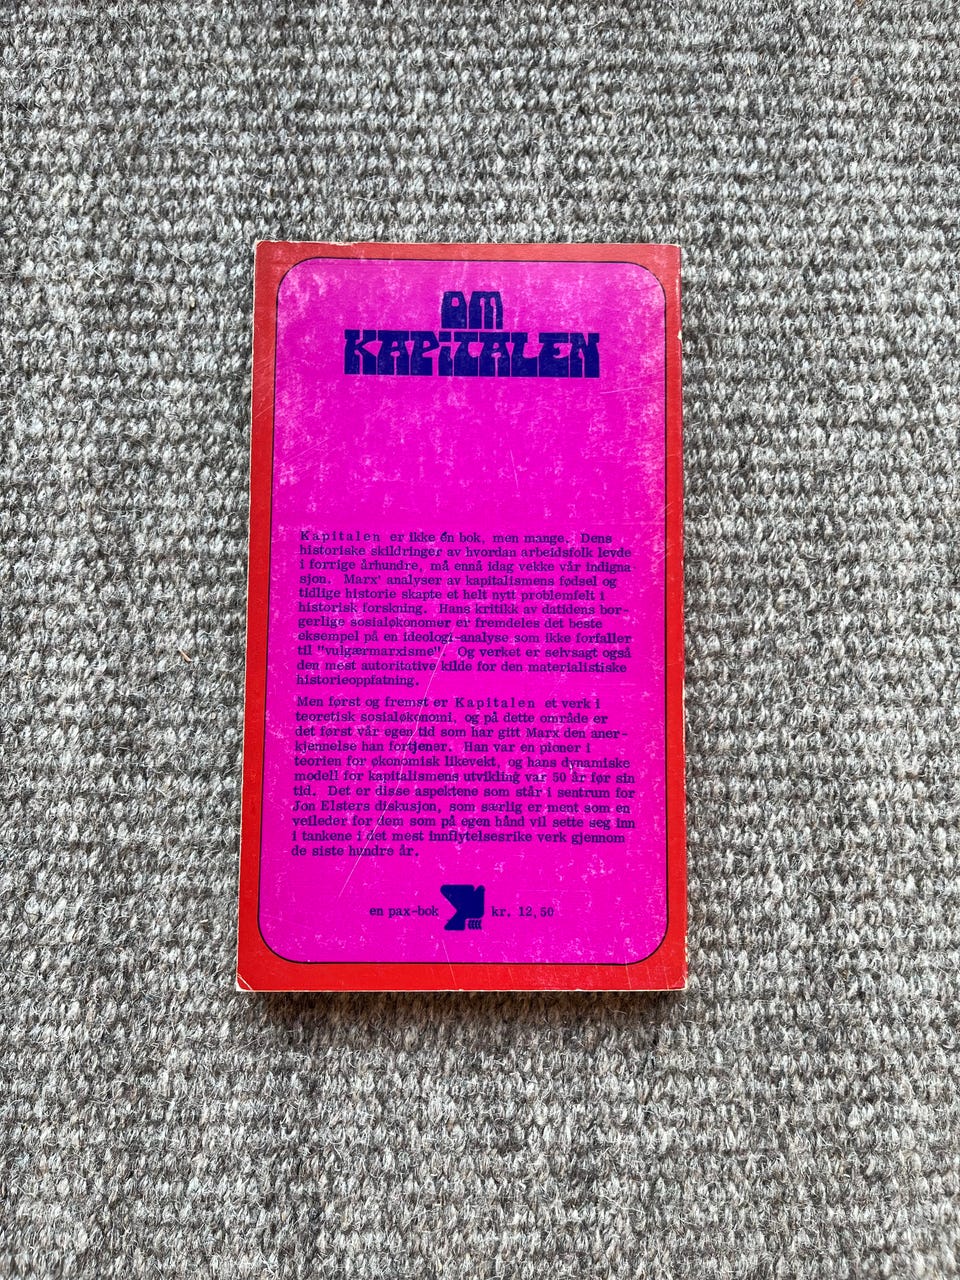 OM
KAPiTALEN
Kapitalen er ikke én bok, men mange. Dens
historiske skildringer av hvordan arbeidsfolk levde
i forrige århundre, må ennå idag vekke vår indigna-
sjon. Marx' analyser av kapitalismens fødsel og
tidlige historie skapte et helt nytt problemfelt i
historisk forskning. Hans kritikk av datidens bor-
gerlige sosialøkonomer er fremdeles det beste
eksempel på en ideologi-analyse som ikke forfaller
til "vulgærmarxisme". Og verket er selvsagt også
den mest autoritative kilde for den materialistiske
historieoppfatning.
Men først og fremst er Kapitalen et verk i
teoretisk sosialøkonomi, og på dette område er
det først vår egen tid som har gitt Marx den aner-
kjennelse han fortjener. Han var en pioner i
teorien for økonomisk likevekt, og hans dynamiske
modell for kapitalismens utvikling var 50 år før sin
tid. Det er disse aspektene som står i sentrum for
Jon Elsters diskusjon, som særlig er ment som en
veileder for dem som på egen hånd vil sette seg inn
i tankene i det mest innflytelsesrike verk gjennom
de siste hundre år.
en pax-bok kr. 12,50